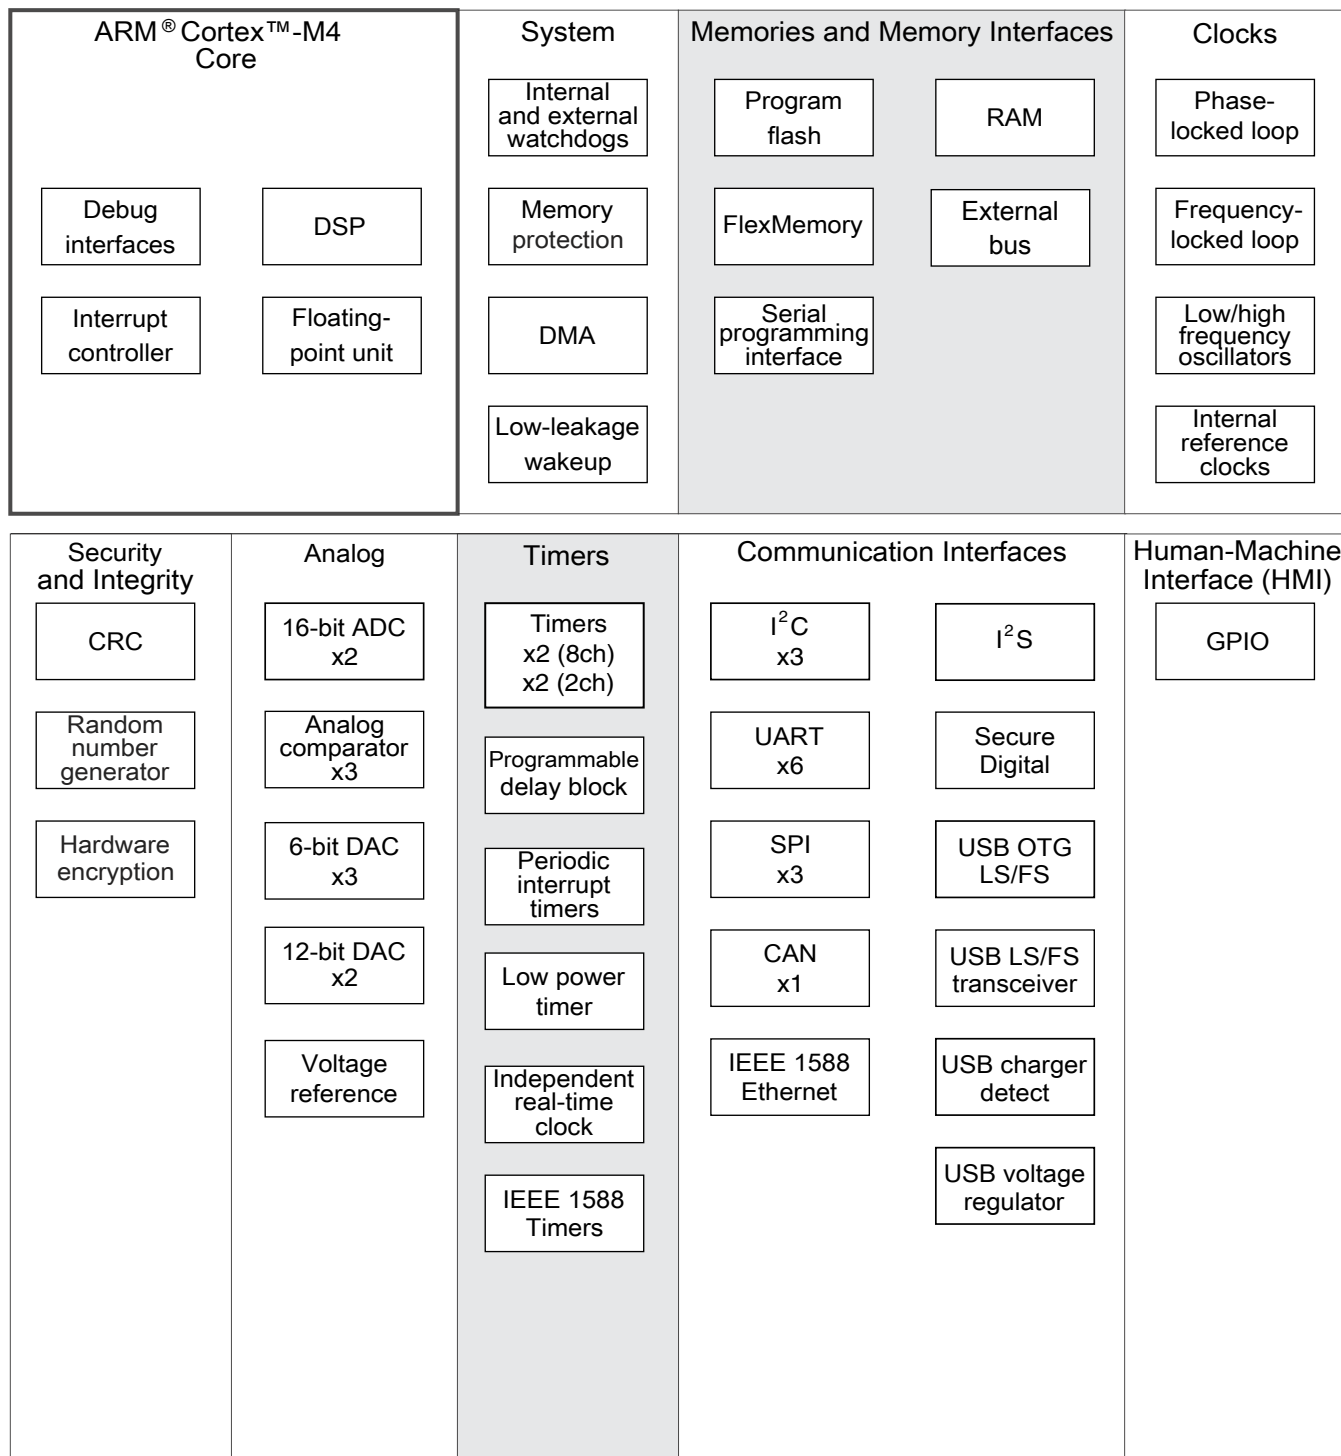 ARM® Cortex™-M4
Core
Debug
interfaces
DSP
Interrupt
controller
Floating-
point unit
System
Internal
and external
watchdogs
Memory
protection
DMA
Low-leakage
wakeup
Memories and Memory Interfaces
Program
flash
RAM
FlexMemory
External
bus
Serial
programming
interface
Clocks
Phase-
locked loop
Frequency-
locked loop
Low/high
frequency
oscillators
Internal
reference
clocks
Security
and Integrity
CRC
Random
number
generator
Hardware
encryption
Analog
16-bit ADC
x2
Analog
comparator
x3
6-bit DAC
x3
12-bit DAC
x2
Voltage
reference
Timers
Timers
x2 (8ch)
x2 (2ch)
Programmable
delay block
Periodic
interrupt
timers
Low power
timer
Independent
real-time
clock
IEEE 1588
Timers
Communication Interfaces
I²C
x3
I²S
UART
x6
Secure
Digital
SPI
x3
USB OTG
LS/FS
CAN
x1
USB LS/FS
transceiver
IEEE 1588
Ethernet
USB charger
detect
USB voltage
regulator
Human-Machine
Interface (HMI)
GPIO